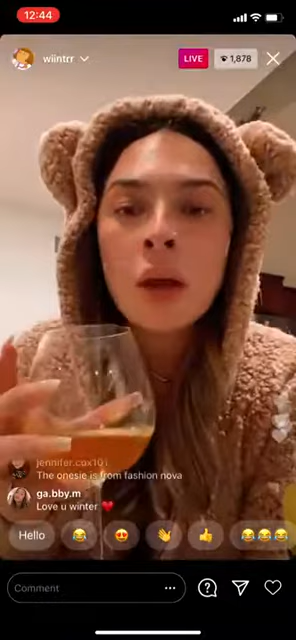 12:44
wiintrr
LIVE
1,878
jennifer.cox101
The onesie is from fashion nova
ga.bby.m
Love u winter ❤️
Hello
Comment